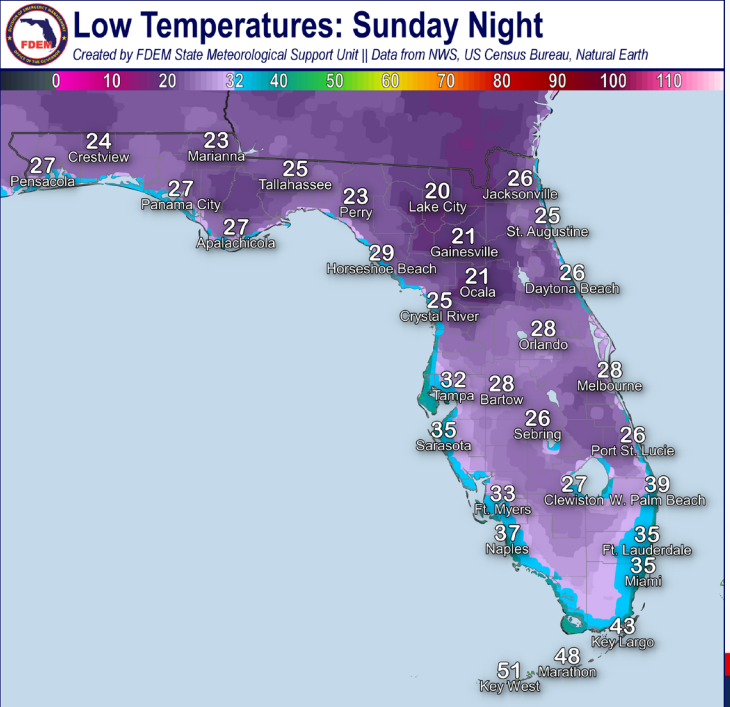 Low Temperatures: Sunday Night
Created by FDEM State Meteorological Support Unit || Data from NWS, US Census Bureau, Natural Earth
FDEM
0 10 20 32 40 50 60 70 80 90 100 110
24
Crestview
23
Marianna
27
Pensacola
25
Tallahassee
27
Panama City
23
Perry
20
Lake City
26
Jacksonville
27
Apalachicola
25
St. Augustine
21
Gainesville
29
Horseshoe Beach
21
Ocala
26
Daytona Beach
25
Crystal River
28
Orlando
32
Tampa
28
Bartow
28
Melbourne
26
Sebring
35
Sarasota
26
Port St. Lucie
33
Ft. Myers
27
Clewiston
39
W. Palm Beach
37
Naples
35
Ft. Lauderdale
35
Miami
43
Key Largo
48
Marathon
51
Key West